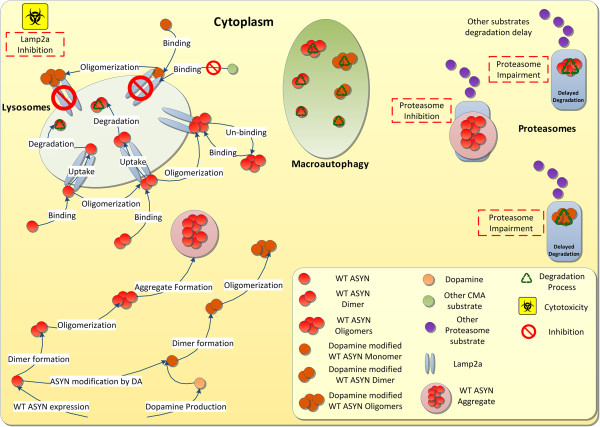 Lamp2a
Inhibition
Cytoplasm
Binding
Oligomerization
Binding
Lysosomes
Degradation
Degradation
Uptake
Uptake
Un-binding
Binding
Oligomerization
Oligomerization
Binding
Binding
Macroautophagy
Other substrates
degradation delay
Proteasome
Impairment
Delayed
Degradation
Proteasome
Inhibition
Proteasomes
Proteasome
Impairment
Delayed
Degradation
Aggregate Formation
Oligomerization
Oligomerization
Dimer formation
Dimer formation
ASYN modification by DA
WT ASYN expression
Dopamine Production
WT ASYN
WT ASYN
Dimer
WT ASYN
Oligomers
Dopamine modified
WT ASYN Monomer
Dopamine modified
WT ASYN Dimer
Dopamine modified
WT ASYN Oligomers
Dopamine
Other CMA
substrate
Other
Proteasome
substrate
Lamp2a
WT ASYN
Aggregate
Degradation
Process
Cytotoxicity
Inhibition